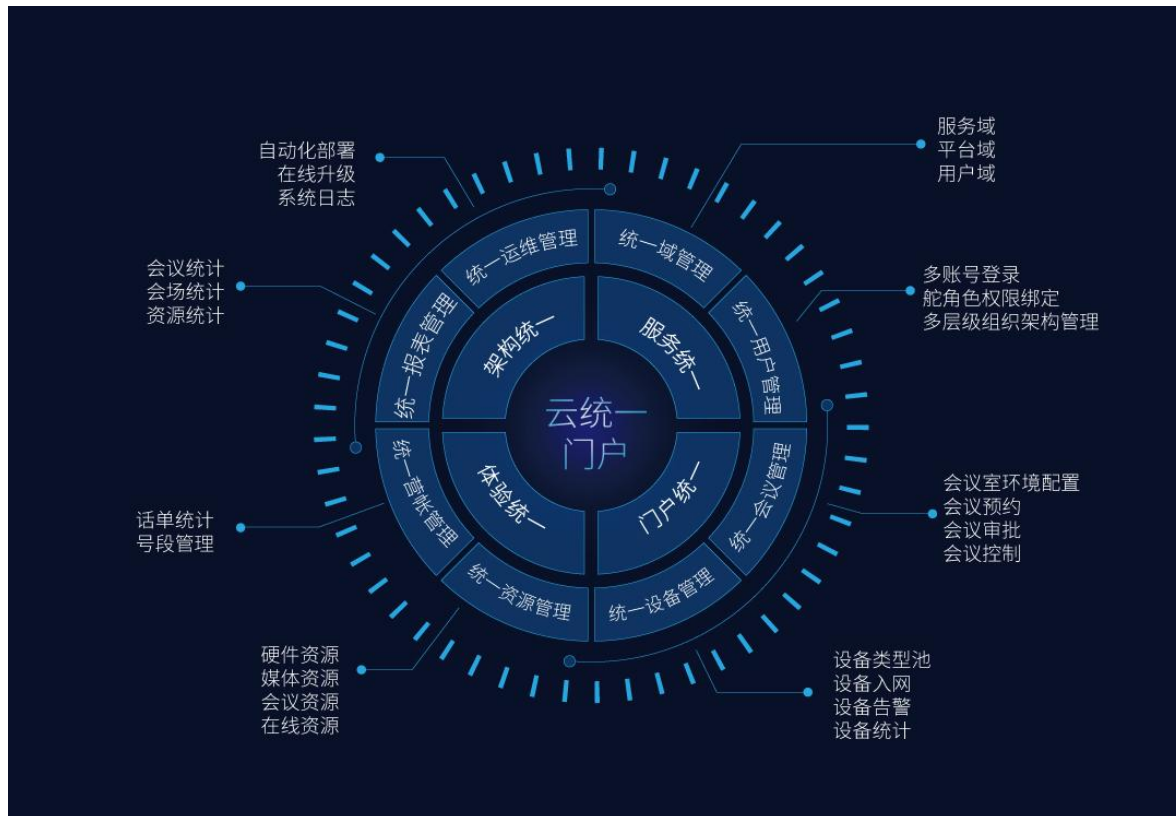 自动化部署
在线升级
系统日志
服务域
平台域
用户域
会议统计
会场统计
资源统计
多账号登录
舵角色权限绑定
多层级组织架构管理
统一运维管理
统一域管理
统一报表管理
统一用户管理
架构统一
服务统一
云统一
门户
体验统一
门户统一
统一营帐管理
统一会议管理
统一资源管理
统一设备管理
话单统计
号段管理
会议室环境配置
会议预约
会议审批
会议控制
硬件资源
媒体资源
会议资源
在线资源
设备类型池
设备入网
设备告警
设备统计